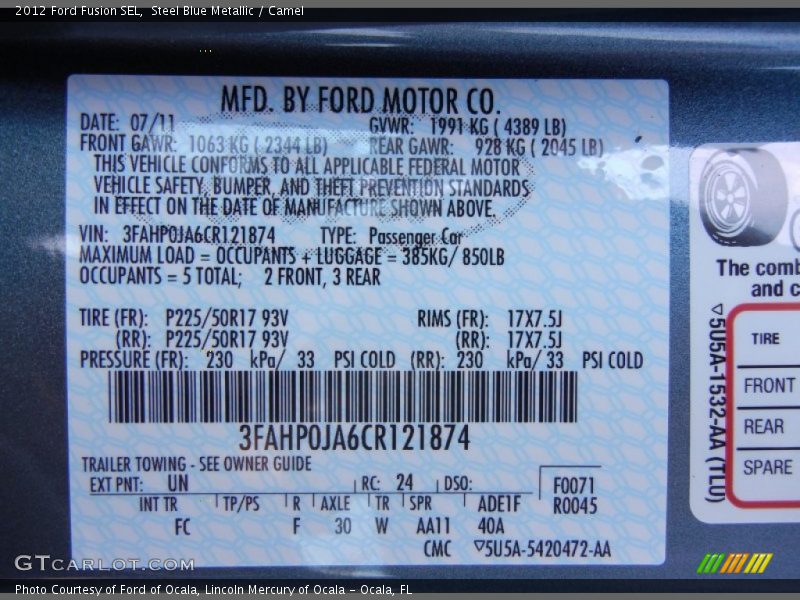 2012 Ford Fusion SEL,  Steel Blue Metallic / Camel
MFD. BY FORD MOTOR CO.
DATE: 07/11 GVWR: 1991 KG ( 4389 LB)
FRONT GAWR: 1063 KG ( 2344 LB) REAR GAWR: 928 KG ( 2045 LB)
THIS VEHICLE CONFORMS TO ALL APPLICABLE FEDERAL MOTOR
VEHICLE SAFETY, BUMPER, AND THEFT PREVENTION STANDARDS
IN EFFECT ON THE DATE OF MANUFACTURE SHOWN ABOVE.
VIN: 3FAHP0JA6CR121874 TYPE: Passenger Car
MAXIMUM LOAD = OCCUPANTS + LUGGAGE = 385KG/ 850LB
OCCUPANTS = 5 TOTAL; 2 FRONT, 3 REAR
TIRE (FR): P225/50R17 93V RIMS (FR): 17X7.5J
(RR): P225/50R17 93V (RR): 17X7.5J
PRESSURE (FR): 230 kPa/ 33 PSI COLD (RR): 230 kPa/ 33 PSI COLD
3FAHP0JA6CR121874
TRAILER TOWING - SEE OWNER GUIDE
EXT PNT: UN RC: 24 DSO: F0071
INT TR TP/PS R AXLE TR SPR ADE1F R0045
FC F 30 W AA11 40A
CMC ▽5U5A-5420472-AA
The comb
and c
TIRE
FRONT
REAR
SPARE
▽5U5A-1532-AA (TLU)
GTCARLOT.COM
Photo Courtesy of Ford of Ocala, Lincoln Mercury of Ocala – Ocala, FL